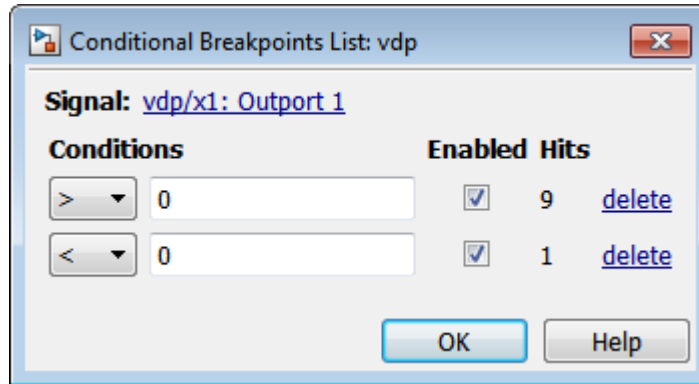 Conditional Breakpoints List: vdp
Signal: vdp/x1: Outport 1
Conditions Enabled Hits
> 0 9 delete
< 0 1 delete
OK Help